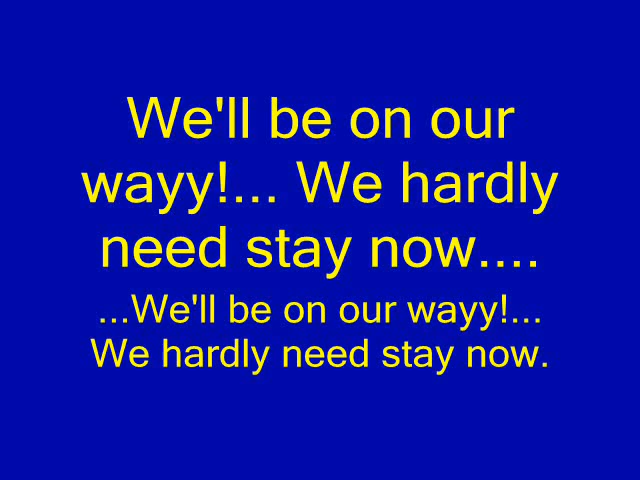 We'll be on our
wayy!... We hardly
need stay now....
...We'll be on our wayy!...
We hardly need stay now.